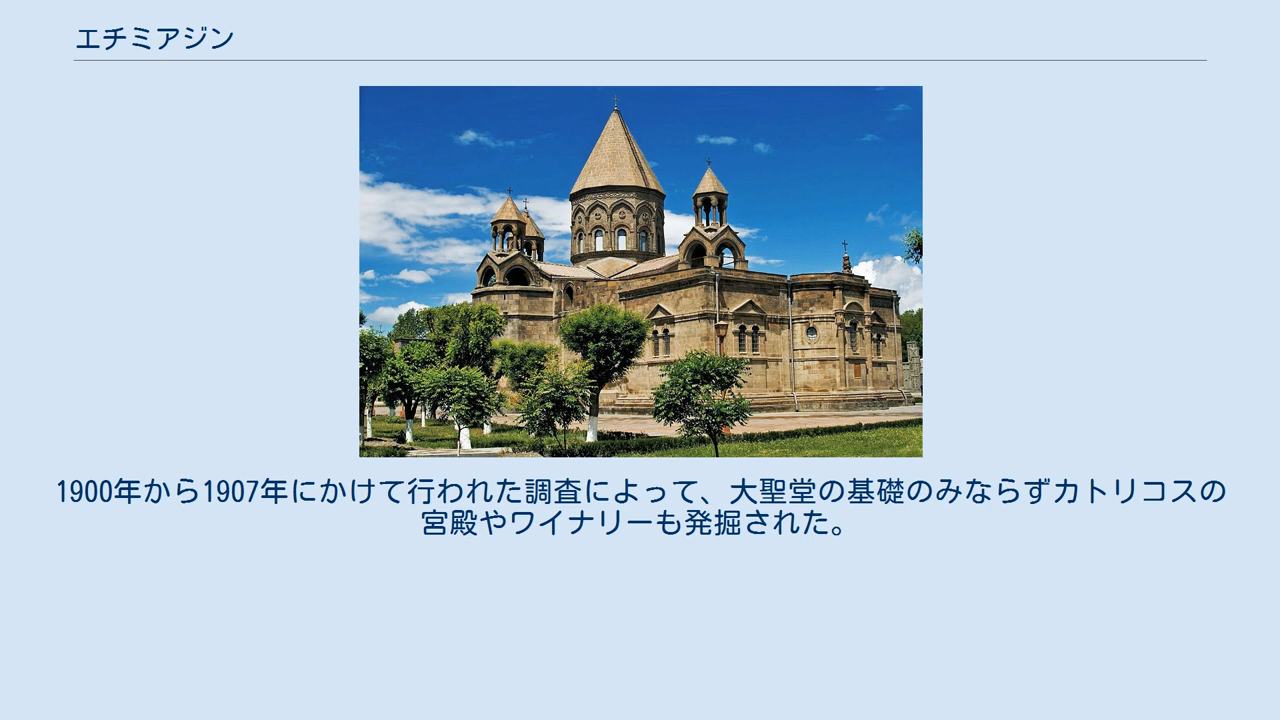 エチミアジン
1900年から1907年にかけて行われた調査によって、大聖堂の基礎のみならずカトリコスの
宮殿やワイナリーも発掘された。